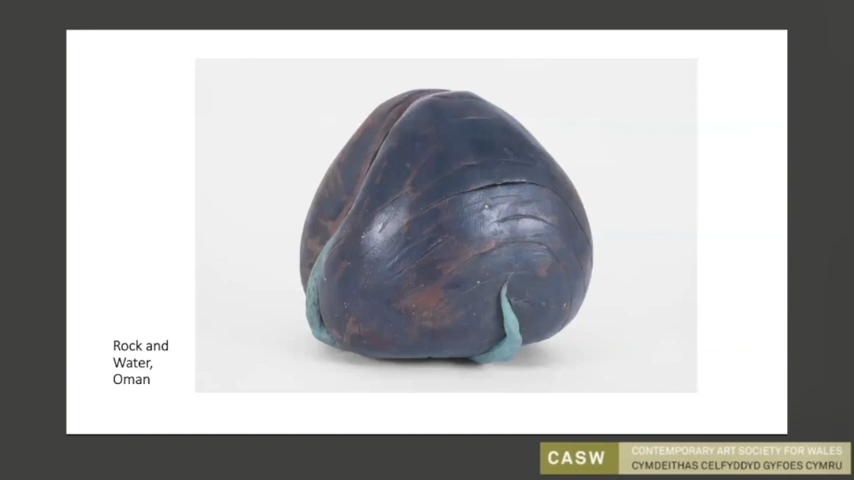 Rock and
Water,
Oman
CASW
CONTEMPORARY ART SOCIETY FOR WALES
CYMDEITHAS CELFYDDYD GYFOES CYMRU